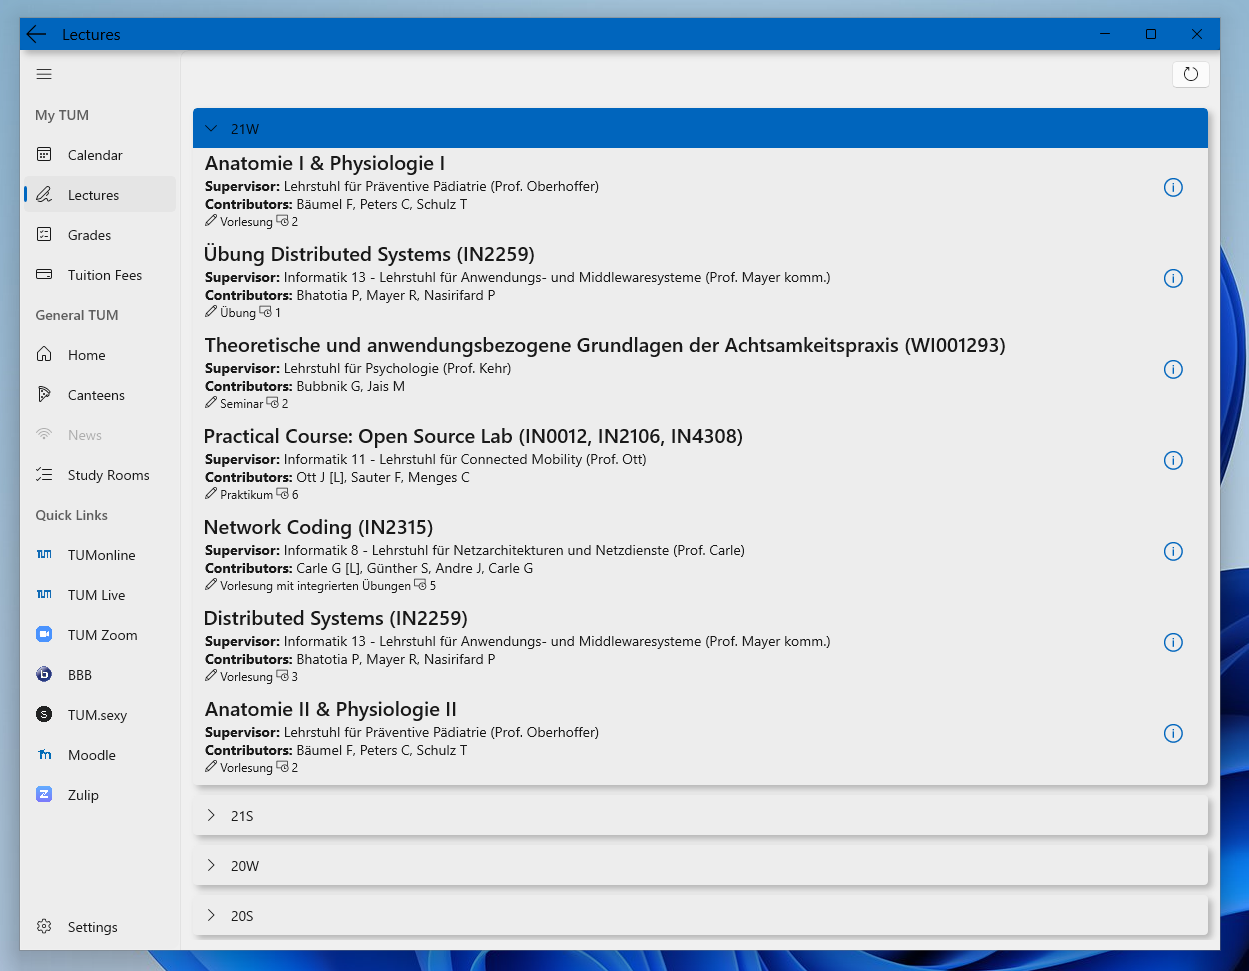 Lectures
My TUM
Calendar
Lectures
Grades
Tuition Fees
General TUM
Home
Canteens
News
Study Rooms
Quick Links
TUM TUMonline
TUM TUM Live
TUM Zoom
b BBB
S TUM.sexy
m Moodle
Z Zulip
Settings
21W
Anatomie I & Physiologie I
Supervisor: Lehrstuhl für Präventive Pädiatrie (Prof. Oberhoffer)
Contributors: Bäumel F, Peters C, Schulz T
Vorlesung 2
Übung Distributed Systems (IN2259)
Supervisor: Informatik 13 - Lehrstuhl für Anwendungs- und Middlewaresysteme (Prof. Mayer komm.)
Contributors: Bhatotia P, Mayer R, Nasirifard P
Übung 1
Theoretische und anwendungsbezogene Grundlagen der Achtsamkeitspraxis (WI001293)
Supervisor: Lehrstuhl für Psychologie (Prof. Kehr)
Contributors: Bubbnik G, Jais M
Seminar 2
Practical Course: Open Source Lab (IN0012, IN2106, IN4308)
Supervisor: Informatik 11 - Lehrstuhl für Connected Mobility (Prof. Ott)
Contributors: Ott J [L], Sauter F, Menges C
Praktikum 6
Network Coding (IN2315)
Supervisor: Informatik 8 - Lehrstuhl für Netzarchitekturen und Netzdienste (Prof. Carle)
Contributors: Carle G [L], Günther S, Andre J, Carle G
Vorlesung mit integrierten Übungen 5
Distributed Systems (IN2259)
Supervisor: Informatik 13 - Lehrstuhl für Anwendungs- und Middlewaresysteme (Prof. Mayer komm.)
Contributors: Bhatotia P, Mayer R, Nasirifard P
Vorlesung 3
Anatomie II & Physiologie II
Supervisor: Lehrstuhl für Präventive Pädiatrie (Prof. Oberhoffer)
Contributors: Bäumel F, Peters C, Schulz T
Vorlesung 2
21S
20W
20S